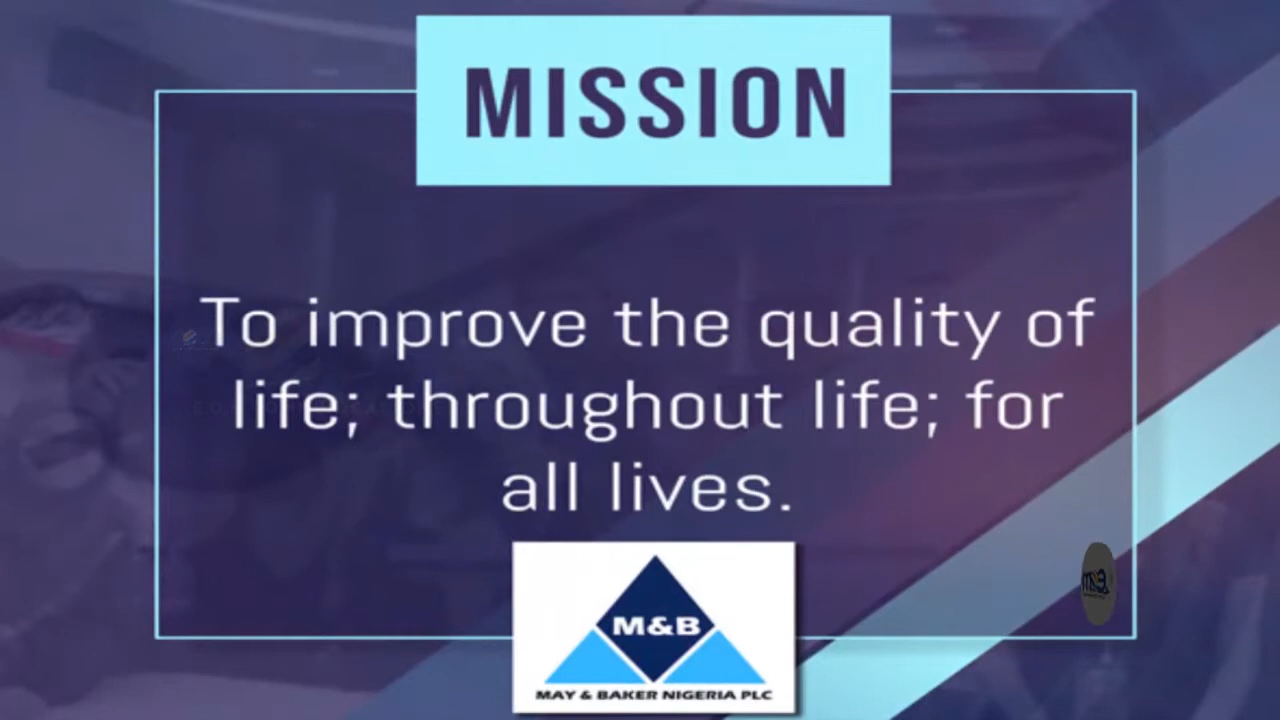 MISSION
To improve the quality of
life; throughout life; for
all lives.
M&B
MAY & BAKER NIGERIA PLC